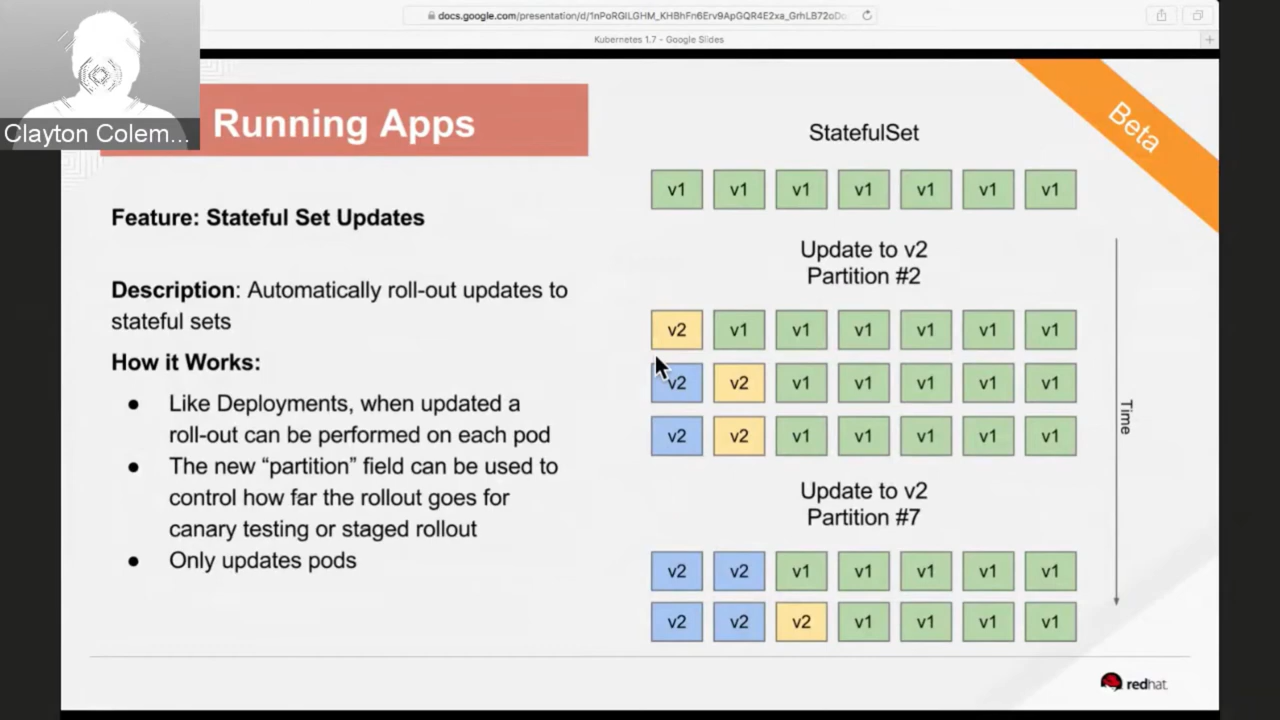 docs.google.com/presentation/d/1nPoRGlLGHM_KHBhFn6Erv9ApGQR4E2xa_GrhLB72oDo
Kubernetes 1.7 - Google Slides
Clayton Colem...
Running Apps
Beta
Feature: Stateful Set Updates
Description: Automatically roll-out updates to
stateful sets
How it Works:
● Like Deployments, when updated a
roll-out can be performed on each pod
● The new “partition” field can be used to
control how far the rollout goes for
canary testing or staged rollout
● Only updates pods
StatefulSet
v1 v1 v1 v1 v1 v1 v1
Update to v2
Partition #2
v2 v1 v1 v1 v1 v1 v1
v2 v2 v1 v1 v1 v1 v1
v2 v2 v1 v1 v1 v1 v1
Update to v2
Partition #7
v2 v2 v1 v1 v1 v1 v1
v2 v2 v2 v1 v1 v1 v1
Time
redhat